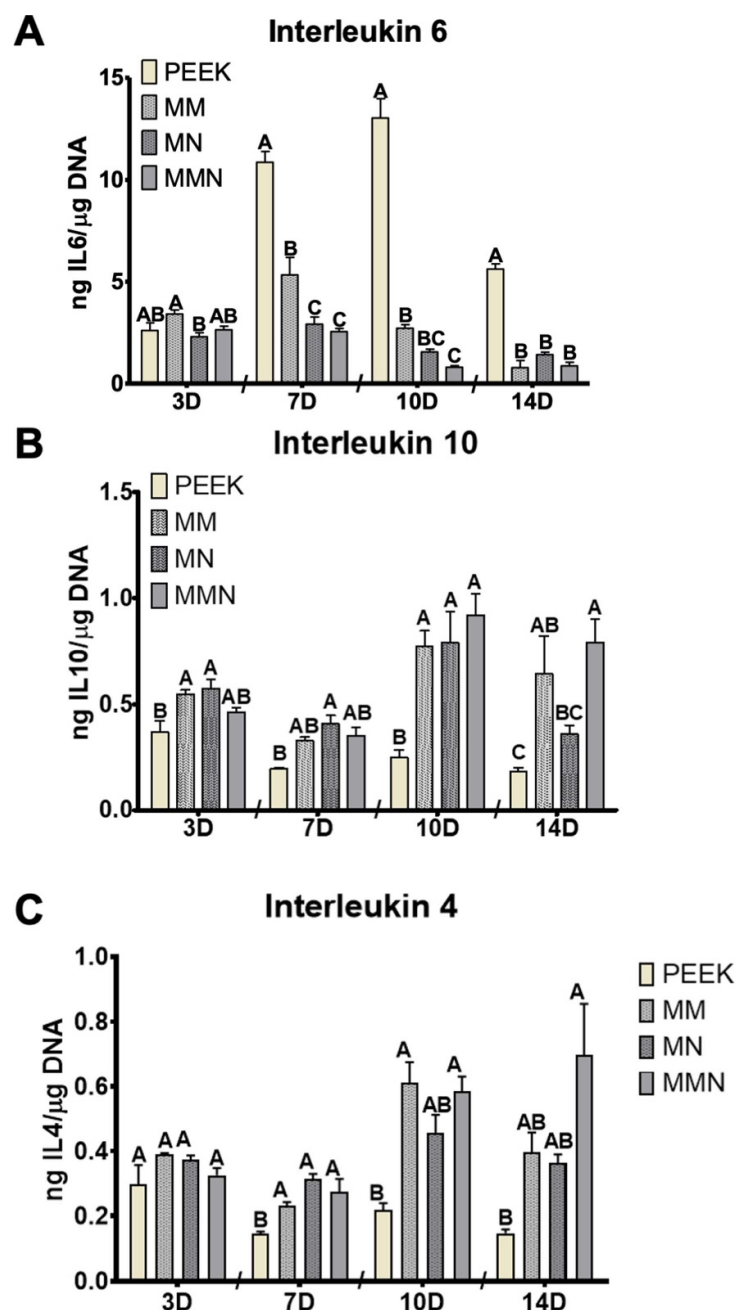 A
Interleukin 6
PEEK
MM
MN
MMN
ng IL6/μg DNA
15
10
5
0
AB A B AB
A B C C
A B BC C
A B B B
3D 7D 10D 14D
B
Interleukin 10
PEEK
MM
MN
MMN
ng IL10/μg DNA
1.5
1.0
0.5
0.0
B A A AB
B AB A AB
B A A A
C AB BC A
3D 7D 10D 14D
C
Interleukin 4
PEEK
MM
MN
MMN
ng IL4/μg DNA
1.0
0.8
0.6
0.4
0.2
0.0
A A A A
B A A A
B A AB A
B AB AB A
3D 7D 10D 14D